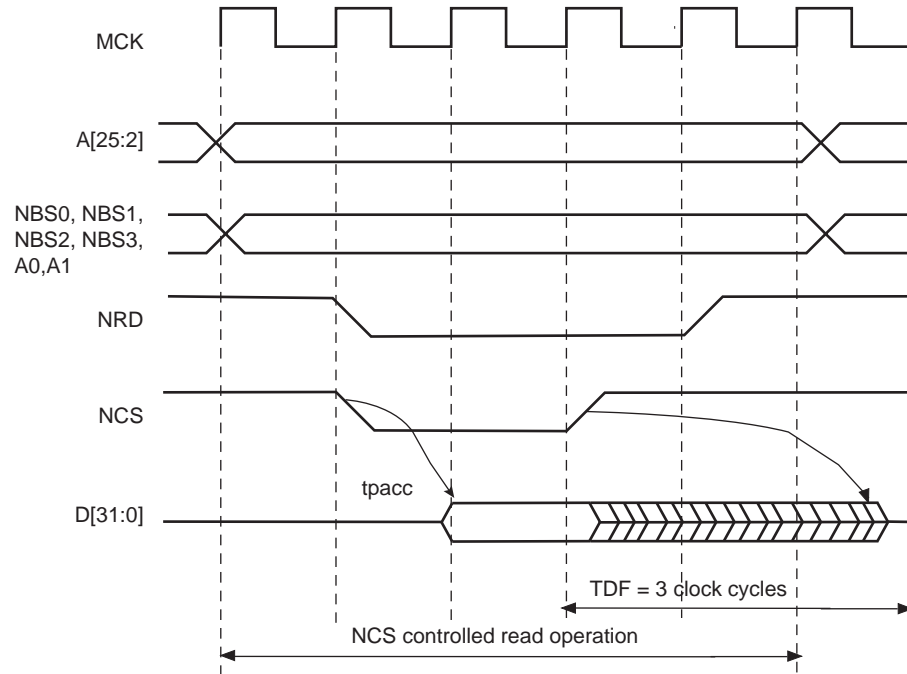 MCK
A[25:2]
NBS0, NBS1,
NBS2, NBS3,
A0,A1
NRD
NCS
tpacc
D[31:0]
TDF = 3 clock cycles
NCS controlled read operation